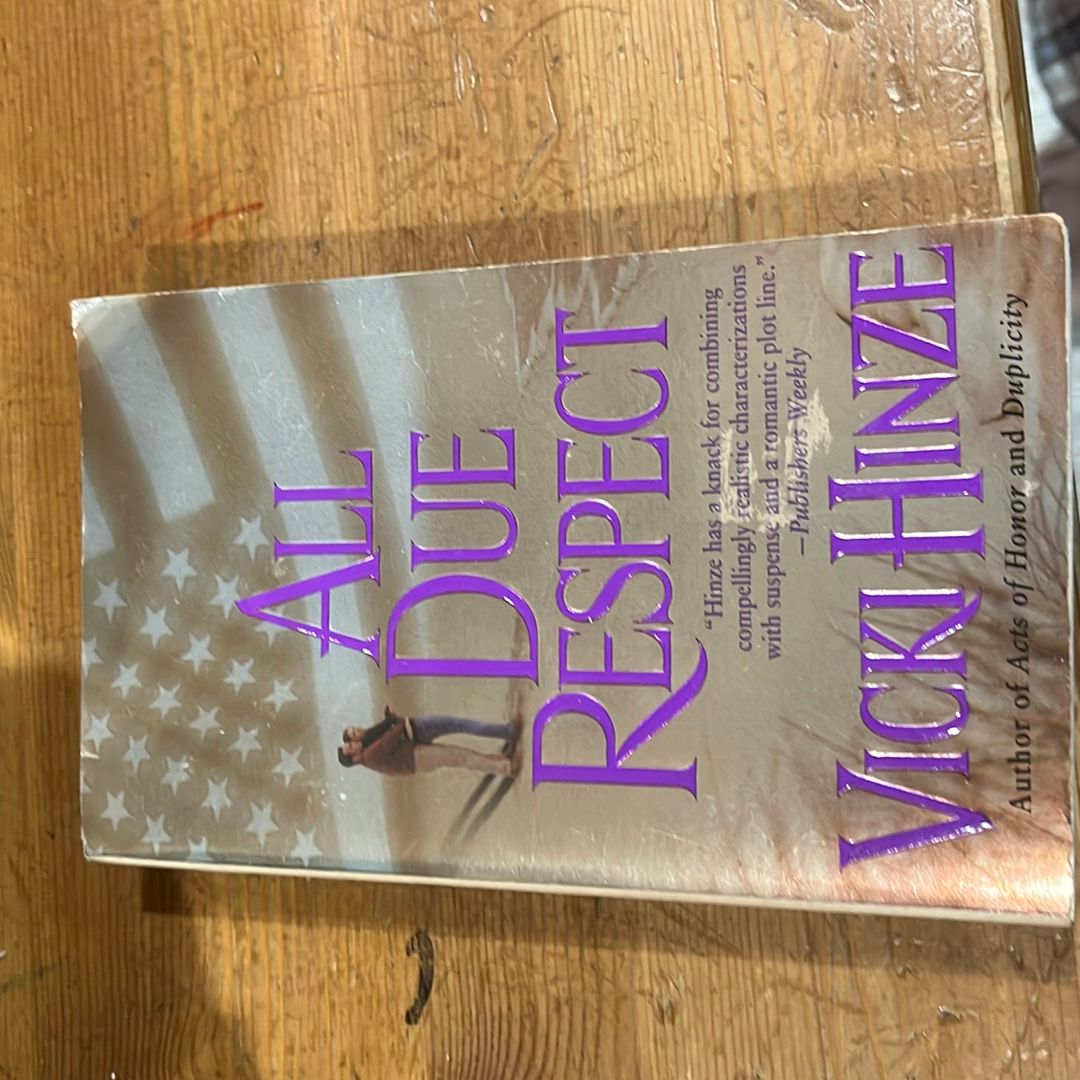 ALL
DUE
RESPECT
"Hinze has a knack for combining
compellingly realistic characterizations
with suspense and a romantic plot line."
—Publishers Weekly
VICKI HINZE
Author of Acts of Honor and Duplicity